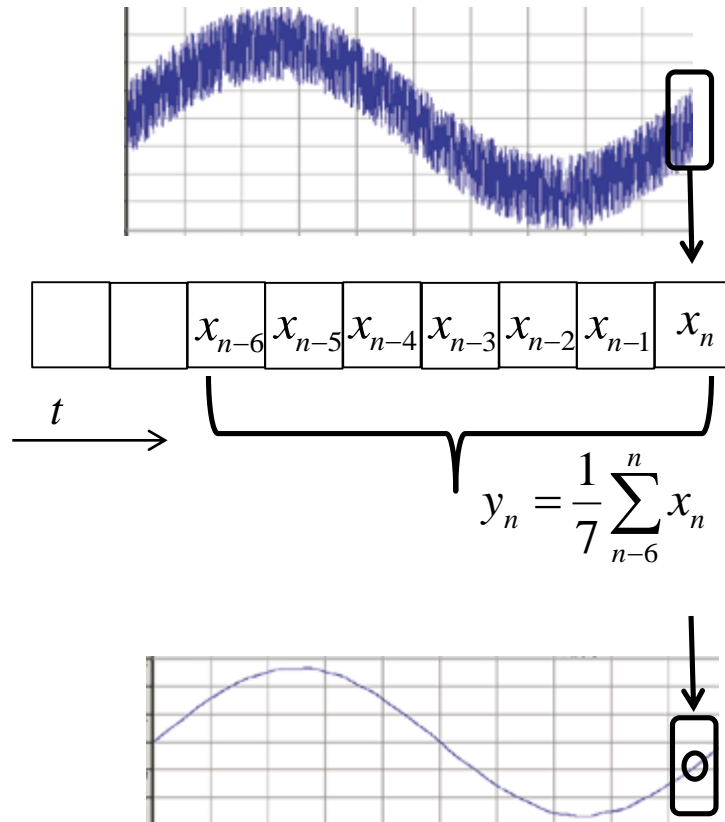 x_{n-6} x_{n-5} x_{n-4} x_{n-3} x_{n-2} x_{n-1} x_n
t
y_n = \frac{1}{7} \sum_{n-6}^{n} x_n